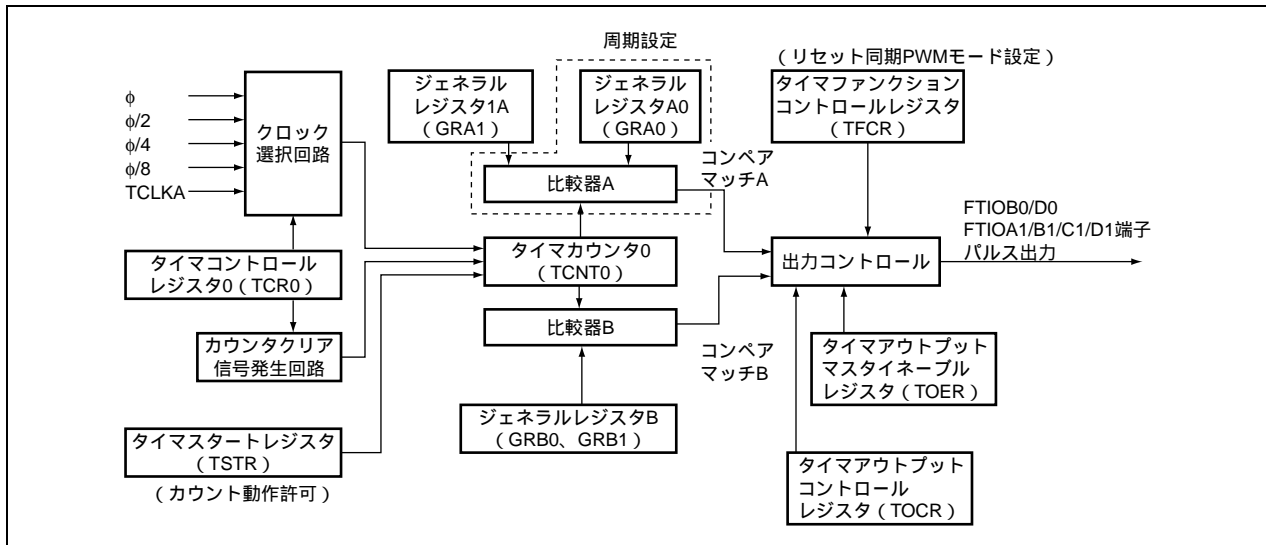 周期設定
(リセット同期PWMモード設定)
ジェネラル
レジスタ1A
(GRA1)
ジェネラル
レジスタA0
(GRA0)
タイマファンクション
コントロールレジスタ
(TFCR)
φ
φ/2
φ/4
φ/8
TCLKA
クロック
選択回路
比較器A
コンペア
マッチA
タイマコントロール
レジスタ0(TCR0)
タイマカウンタ0
(TCNT0)
出力コントロール
FTIOB0/D0
FTIOA1/B1/C1/D1端子
パルス出力
カウンタクリア
信号発生回路
比較器B
コンペア
マッチB
タイマアウトプット
マスタイネーブル
レジスタ(TOER)
ジェネラルレジスタB
(GRB0、GRB1)
タイマスタートレジスタ
(TSTR)
(カウント動作許可)
タイマアウトプット
コントロール
レジスタ(TOCR)